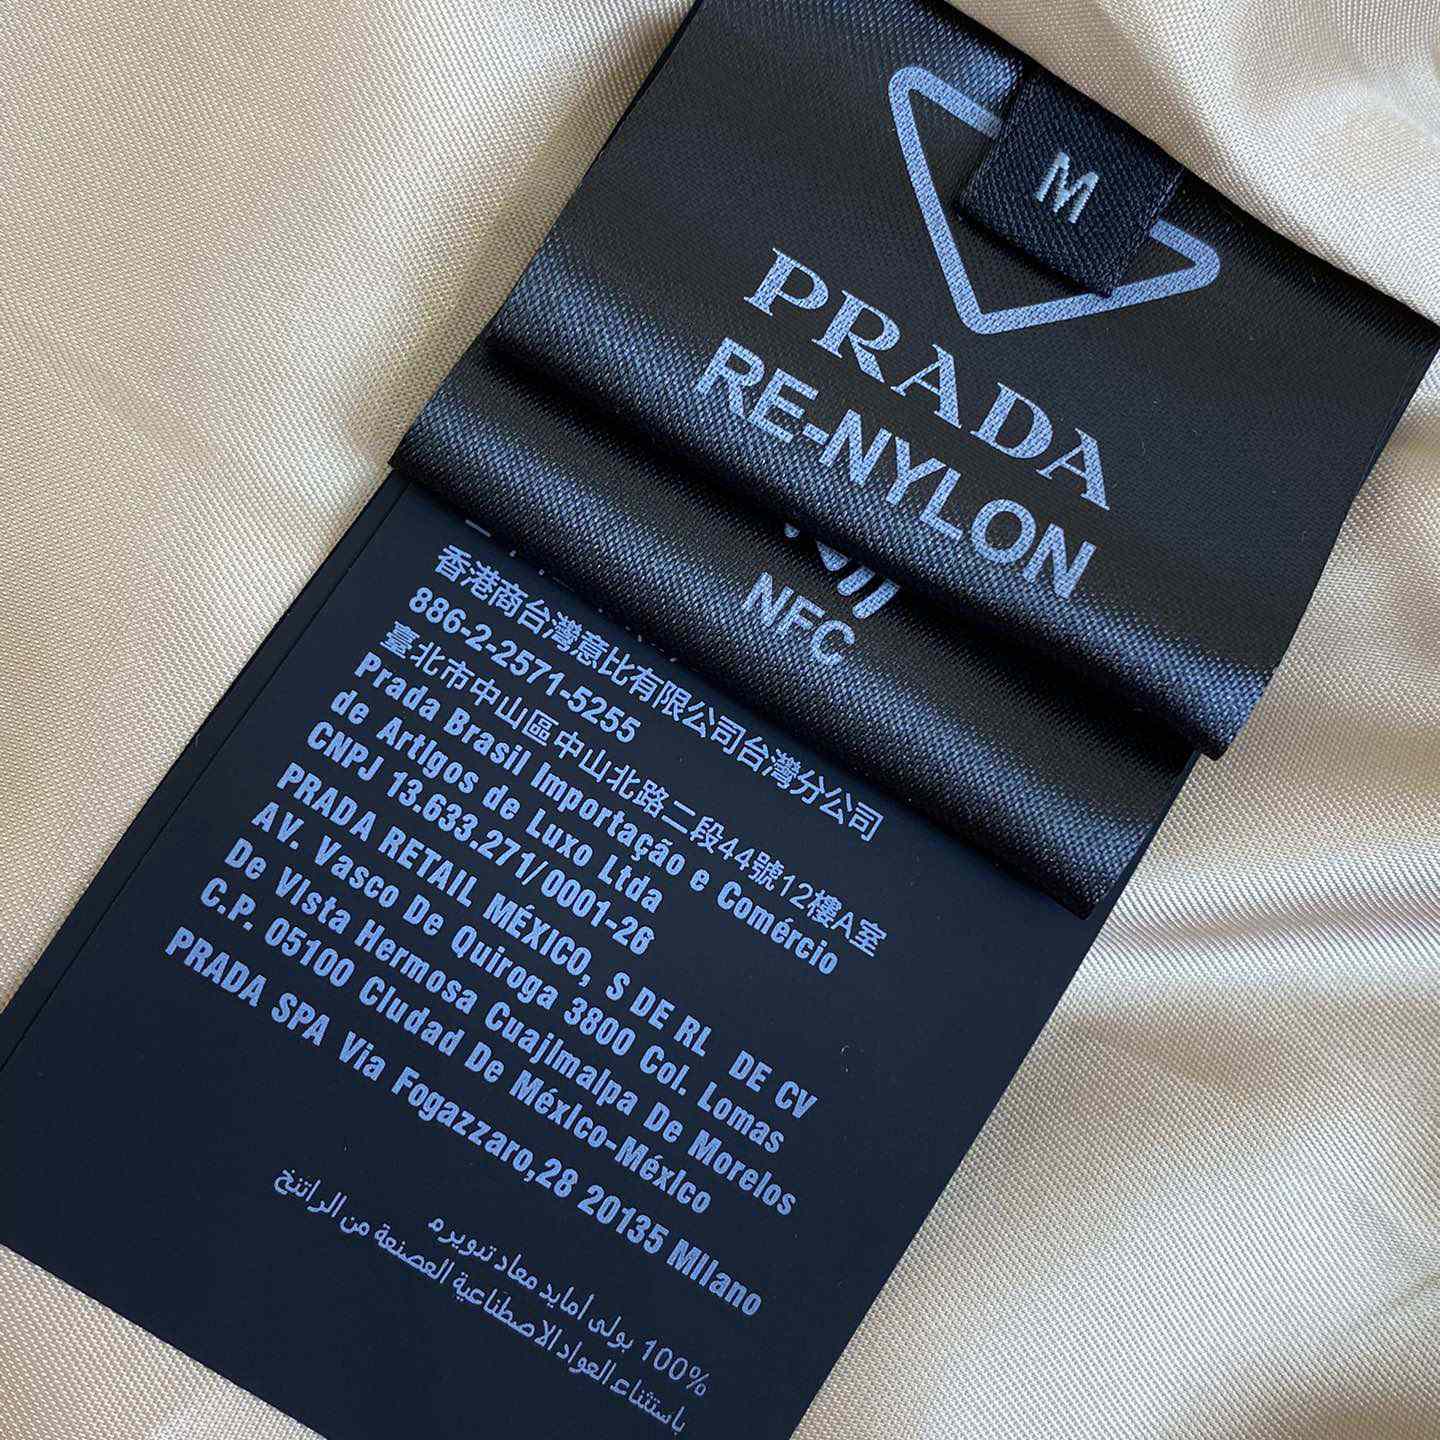 M
PRADA
RE-NYLON
NFC
香港商台灣意比有限公司台灣分公司
886-2-2571-5255
臺北市中山區中山北路二段44號12樓A室
Prada Brasil Importação e Comércio
de Artigos de Luxo Ltda
CNPJ 13.633.271/0001-26
PRADA RETAIL MÉXICO, S DE RL DE CV
AV. Vasco De Quiroga 3800 Col. Lomas
De Vista Hermosa Cuajimalpa De Morelos
C.P. 05100 Ciudad De México-México
PRADA SPA Via Fogazzaro,28 20135 Milano
100% بولى أمايد معاد تدويره
باستثناء المواد الاصطناعية المصنعة من الراتنج